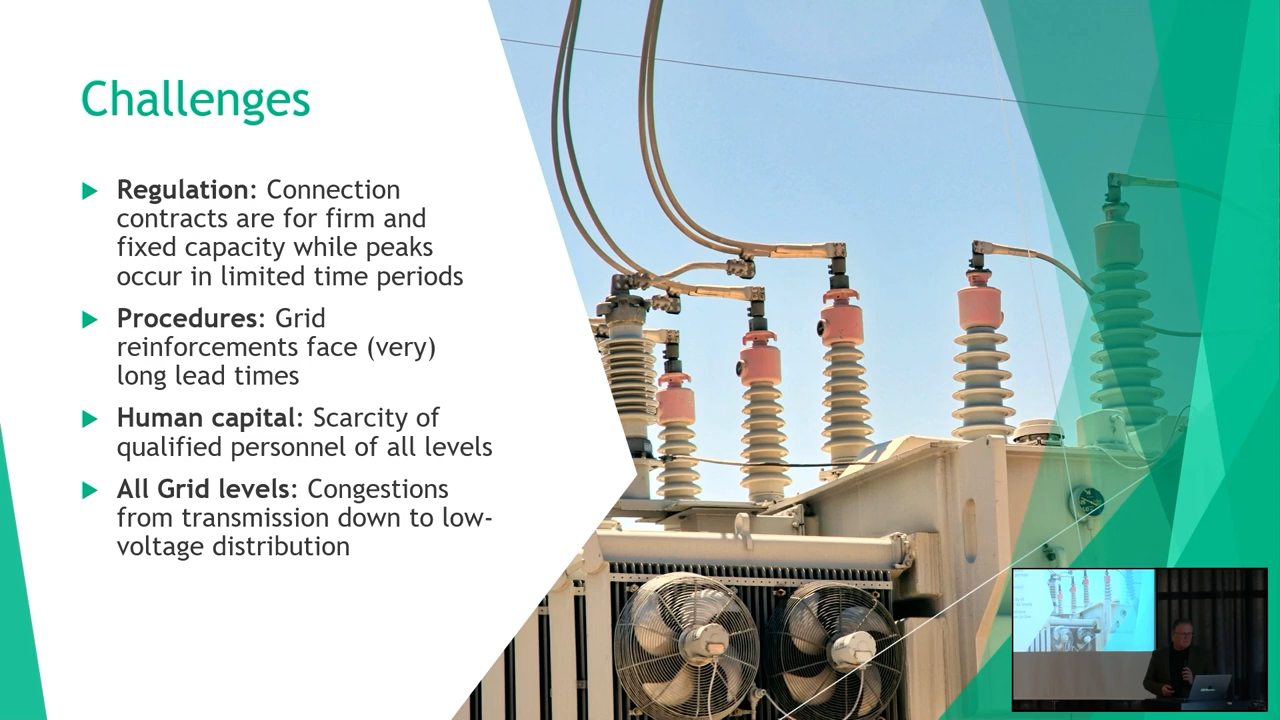 Challenges
Regulation: Connection
contracts are for firm and
fixed capacity while peaks
occur in limited time periods
Procedures: Grid
reinforcements face (very)
long lead times
Human capital: Scarcity of
qualified personnel of all levels
All Grid levels: Congestions
from transmission down to low-
voltage distribution